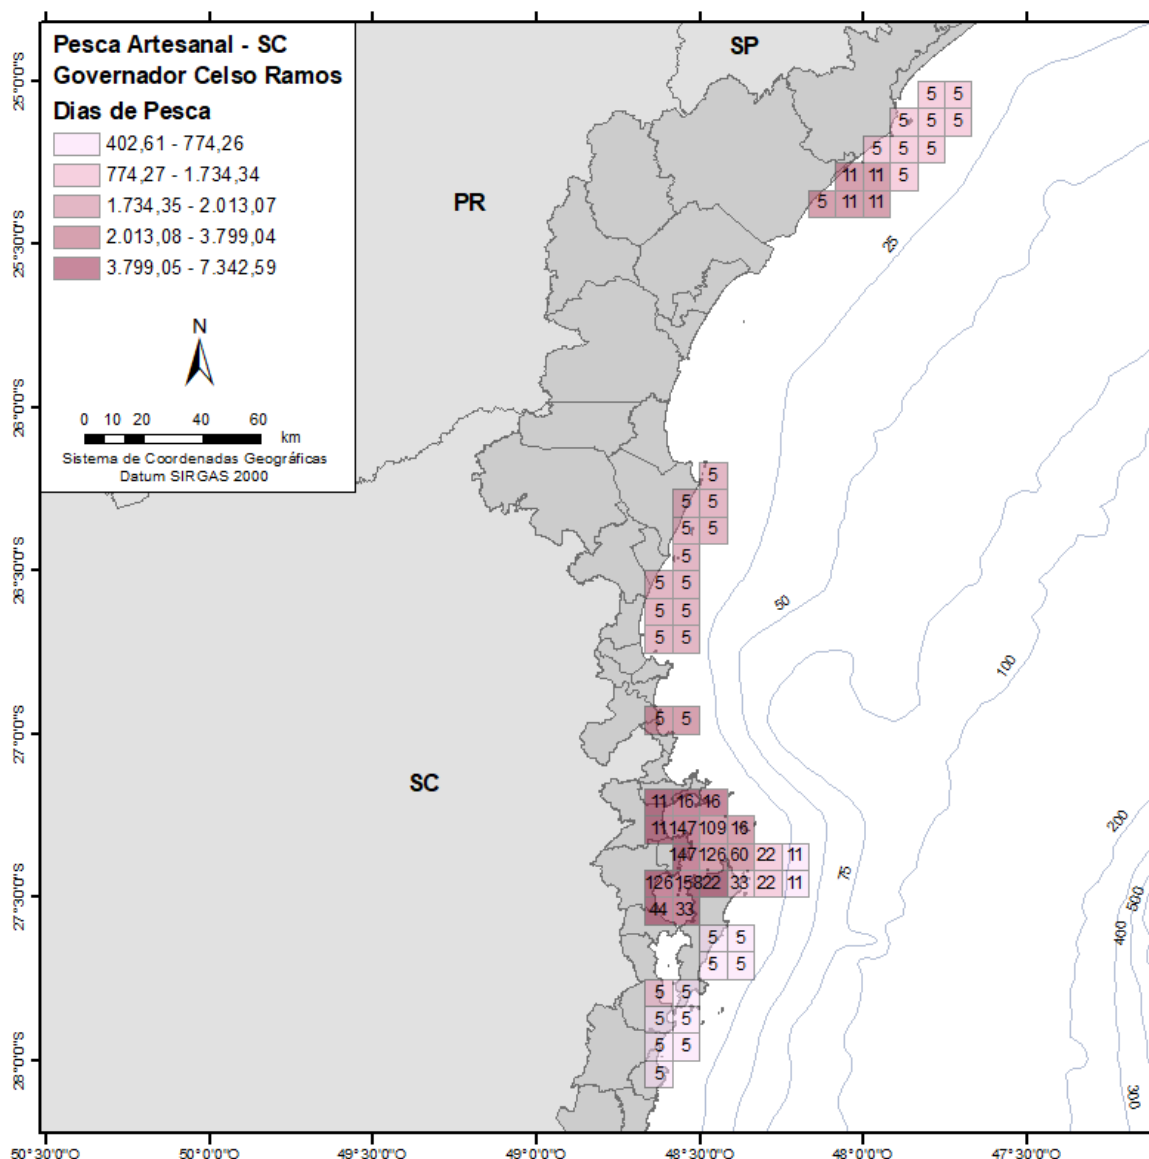 Pesca Artesanal - SC
Governador Celso Ramos
Dias de Pesca
402,61 - 774,26
774,27 - 1.734,34
1.734,35 - 2.013,07
2.013,08 - 3.799,04
3.799,05 - 7.342,59
N
0 10 20 40 60
km
Sistema de Coordenadas Geográficas
Datum SIRGAS 2000
SP
PR
SC
5 5
5 5 5
5 5 5
11 11 5
5 11 11
25
5
5 5
5 5
5
5 5
5 5
5 5
50
100
5 5
11 16 16
11 147 109 16
147 126 60 22 11
126 158 22 33 22 11
44 33
5 5
5 5
5 5
5 5
5 5
5
75
200
500
400
300
25°0'0"S
25°30'0"S
26°0'0"S
26°30'0"S
27°0'0"S
27°30'0"S
28°0'0"S
50°30'0"O 50°0'0"O 49°30'0"O 49°0'0"O 48°30'0"O 48°0'0"O 47°30'0"O